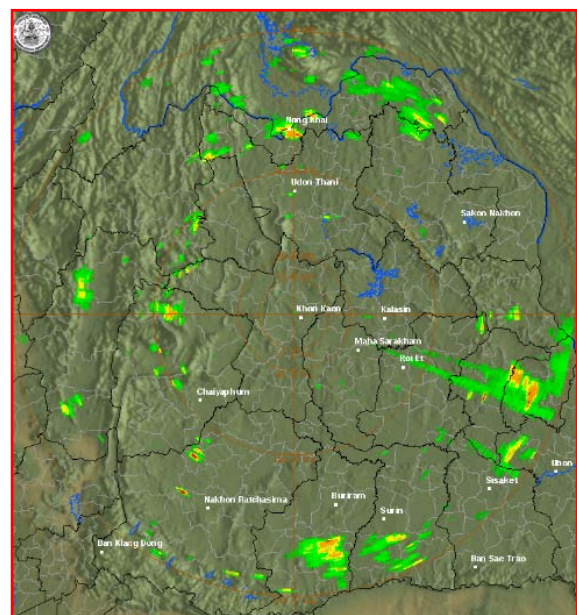 Nong Khai
Udon Thani
Sakon Nakhon
Khon Kaen
Kalasin
Maha Sarakham
Roi Et
Chaiyaphum
Ubon
Sisaket
Buriram
Nakhon Ratchasima
Surin
Ban Klang Dong
Ban Sae Trao